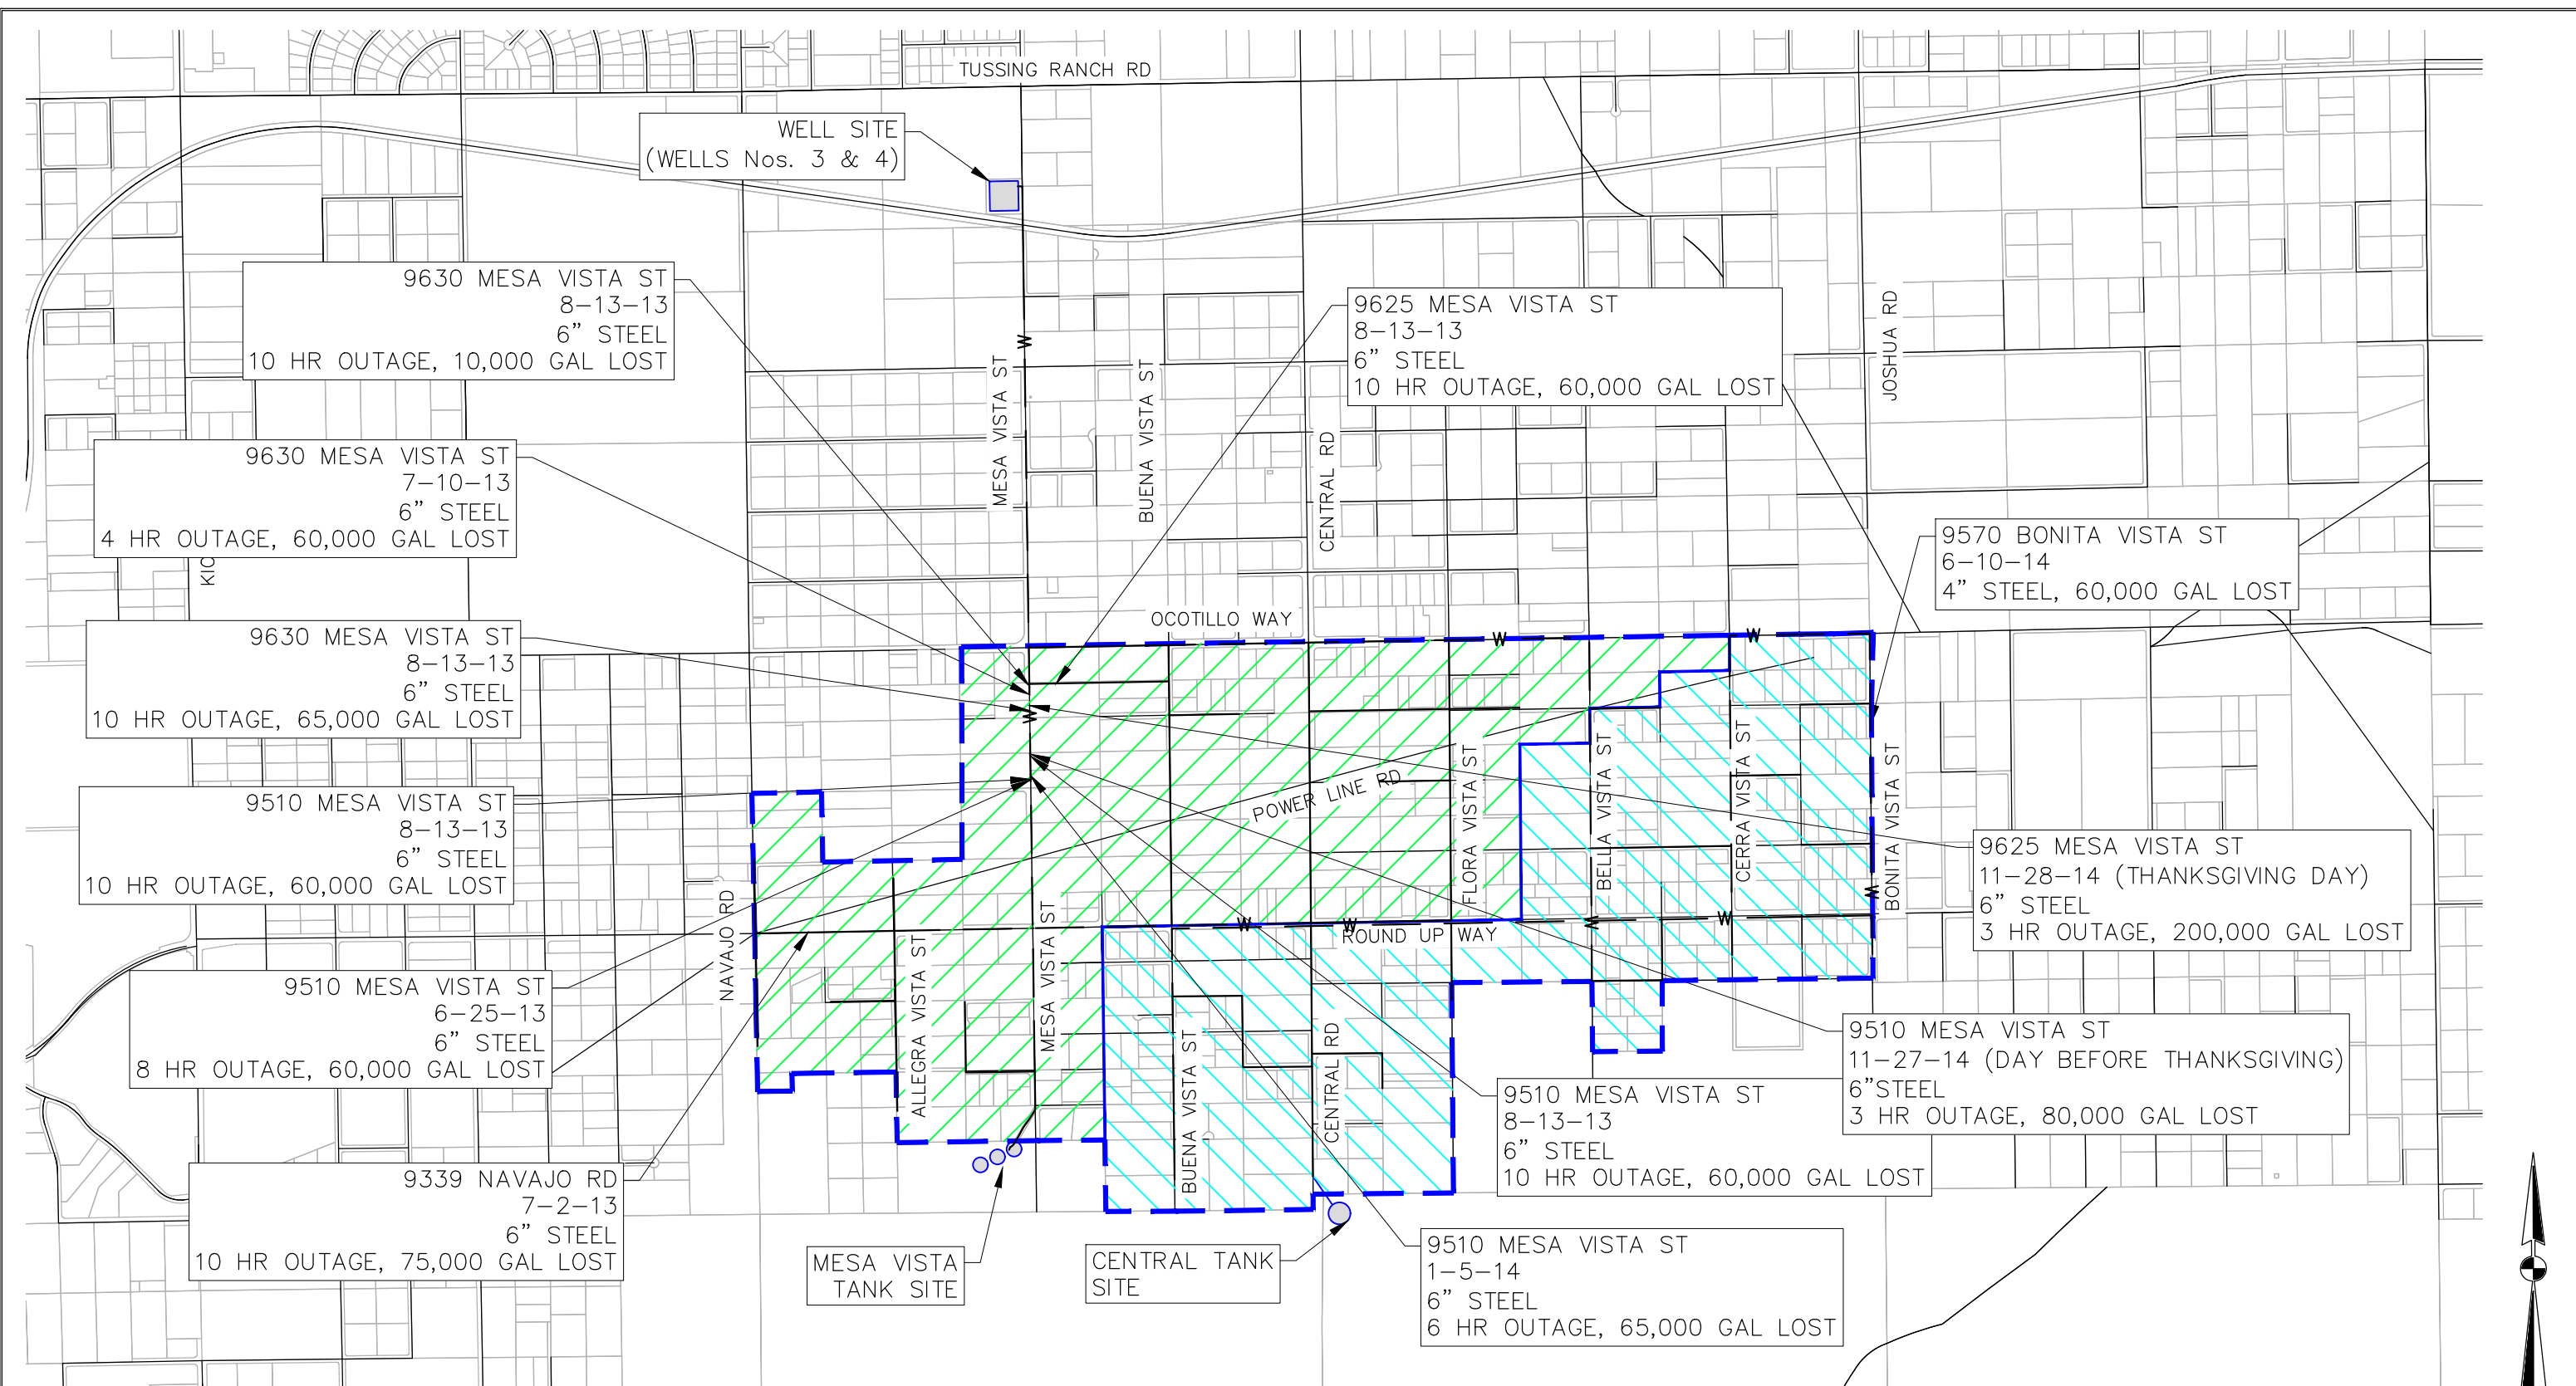 TUSSING RANCH RD
WELL SITE
(WELLS Nos. 3 & 4)
9630 MESA VISTA ST
8-13-13
6" STEEL
10 HR OUTAGE, 10,000 GAL LOST
9625 MESA VISTA ST
8-13-13
6" STEEL
10 HR OUTAGE, 60,000 GAL LOST
JOSHUA RD
W
MESA VISTA ST
BUENA VISTA ST
CENTRAL RD
9630 MESA VISTA ST
7-10-13
6" STEEL
4 HR OUTAGE, 60,000 GAL LOST
9570 BONITA VISTA ST
6-10-14
4" STEEL, 60,000 GAL LOST
OCOTILLO WAY
W
W
9630 MESA VISTA ST
8-13-13
6" STEEL
10 HR OUTAGE, 65,000 GAL LOST
W
9510 MESA VISTA ST
8-13-13
6" STEEL
10 HR OUTAGE, 60,000 GAL LOST
POWER LINE RD
FLORA VISTA ST
BELLA VISTA ST
CERRA VISTA ST
BONITA VISTA ST
9625 MESA VISTA ST
11-28-14 (THANKSGIVING DAY)
6" STEEL
3 HR OUTAGE, 200,000 GAL LOST
NAVAJO RD
ALLEGRA VISTA ST
MESA VISTA ST
W
W
W
W
W
ROUND UP WAY
9510 MESA VISTA ST
6-25-13
6" STEEL
8 HR OUTAGE, 60,000 GAL LOST
BUENA VISTA ST
CENTRAL RD
9510 MESA VISTA ST
11-27-14 (DAY BEFORE THANKSGIVING)
6"STEEL
3 HR OUTAGE, 80,000 GAL LOST
9510 MESA VISTA ST
8-13-13
6" STEEL
10 HR OUTAGE, 60,000 GAL LOST
9339 NAVAJO RD
7-2-13
6" STEEL
10 HR OUTAGE, 75,000 GAL LOST
MESA VISTA
TANK SITE
CENTRAL TANK
SITE
9510 MESA VISTA ST
1-5-14
6" STEEL
6 HR OUTAGE, 65,000 GAL LOST